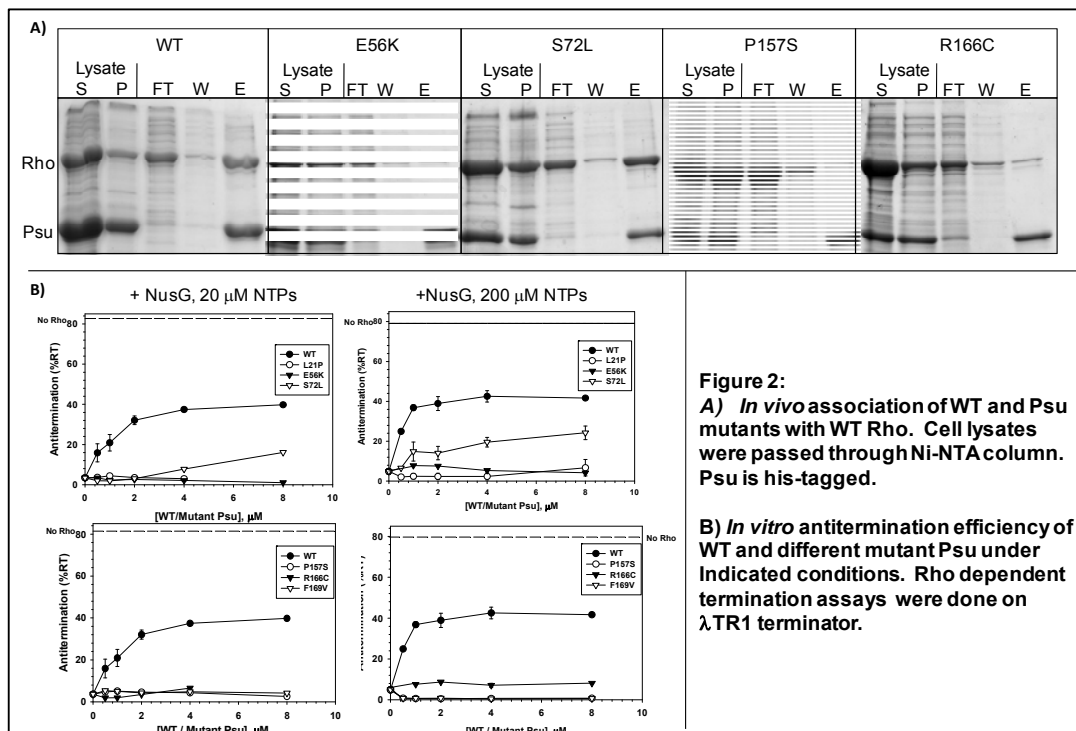 A)
WT E56K S72L P157S R166C
Lysate Lysate Lysate Lysate Lysate
S P FT W E S P FT W E S P FT W E S P FT W E S P FT W E
Rho
Psu
B)
+ NusG, 20 μM NTPs
No Rho
80
60
40
20
0
Antitermination (%RT)
WT
L21P
E56K
S72L
0 2 4 6 8 10
[WT/Mutant Psu], μM
+NusG, 200 μM NTPs
No Rho
80
60
40
20
0
Antitermination (%RT)
WT
L21P
E56K
S72L
0 2 4 6 8 10
[WT/Mutant Psu], μM
No Rho
80
60
40
20
0
Antitermination (%RT)
WT
P157S
R166C
F169V
0 2 4 6 8 10
[WT / Mutant Psu], μM
No Rho
80
60
40
20
0
WT
P157S
R166C
F169V
0 2 4 6 8 10
[WT / Mutant Psu], μM
Figure 2:
A) In vivo association of WT and Psu
mutants with WT Rho. Cell lysates
were passed through Ni-NTA column.
Psu is his-tagged.
B) In vitro antitermination efficiency of
WT and different mutant Psu under
Indicated conditions. Rho dependent
termination assays were done on
λTR1 terminator.